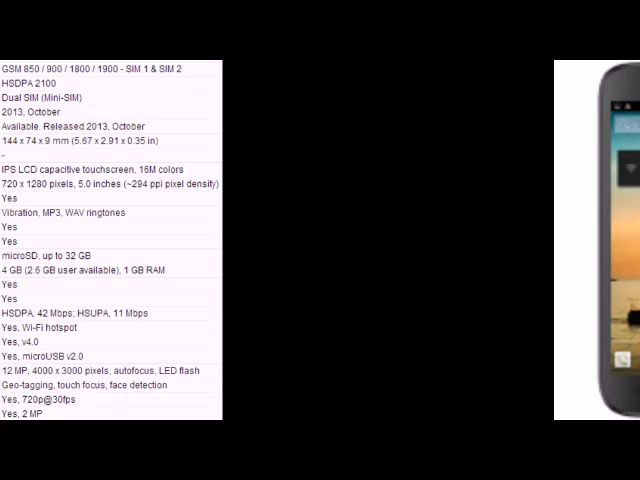 GSM 850 / 900 / 1800 / 1900 - SIM 1 & SIM 2
HSDPA 2100
Dual SIM (Mini-SIM)
2013, October
Available. Released 2013, October
144 x 74 x 9 mm (5.67 x 2.91 x 0.35 in)
-
IPS LCD capacitive touchscreen, 16M colors
720 x 1280 pixels, 5.0 inches (~294 ppi pixel density)
Yes
Vibration, MP3, WAV ringtones
Yes
Yes
microSD, up to 32 GB
4 GB (2.6 GB user available), 1 GB RAM
Yes
Yes
HSDPA, 42 Mbps; HSUPA, 11 Mbps
Yes, Wi-Fi hotspot
Yes, v4.0
Yes, microUSB v2.0
12 MP, 4000 x 3000 pixels, autofocus, LED flash
Geo-tagging, touch focus, face detection
Yes, 720p@30fps
Yes, 2 MP